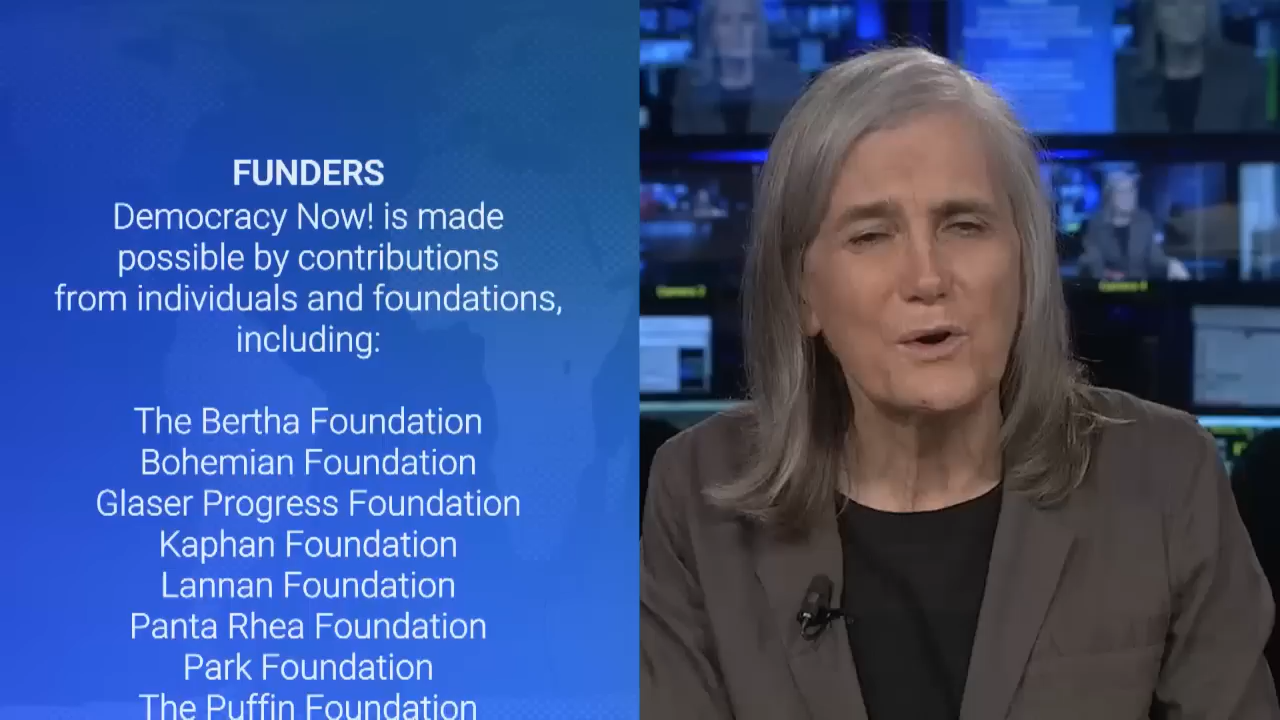 FUNDERS
Democracy Now! is made
possible by contributions
from individuals and foundations,
including:
The Bertha Foundation
Bohemian Foundation
Glaser Progress Foundation
Kaphan Foundation
Lannan Foundation
Panta Rhea Foundation
Park Foundation
The Puffin Foundation